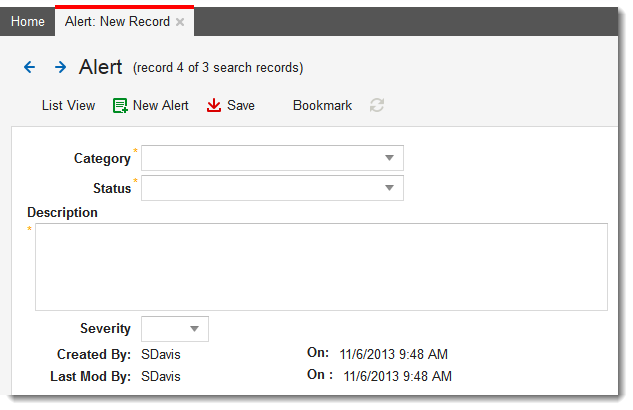 Home Alert: New Record ×
Alert (record 4 of 3 search records)
List View New Alert Save Bookmark
Category *
Status *
Description
*
Severity
Created By: SDavis On: 11/6/2013 9:48 AM
Last Mod By: SDavis On : 11/6/2013 9:48 AM